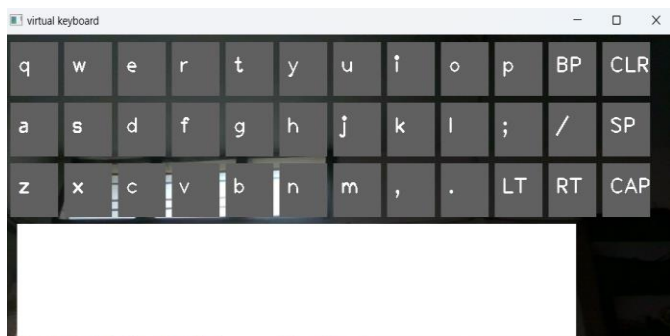 virtual keyboard
q w e r t y u i o p BP CLR
a s d f g h j k l ; / SP
z x c v b n m , . LT RT CAP